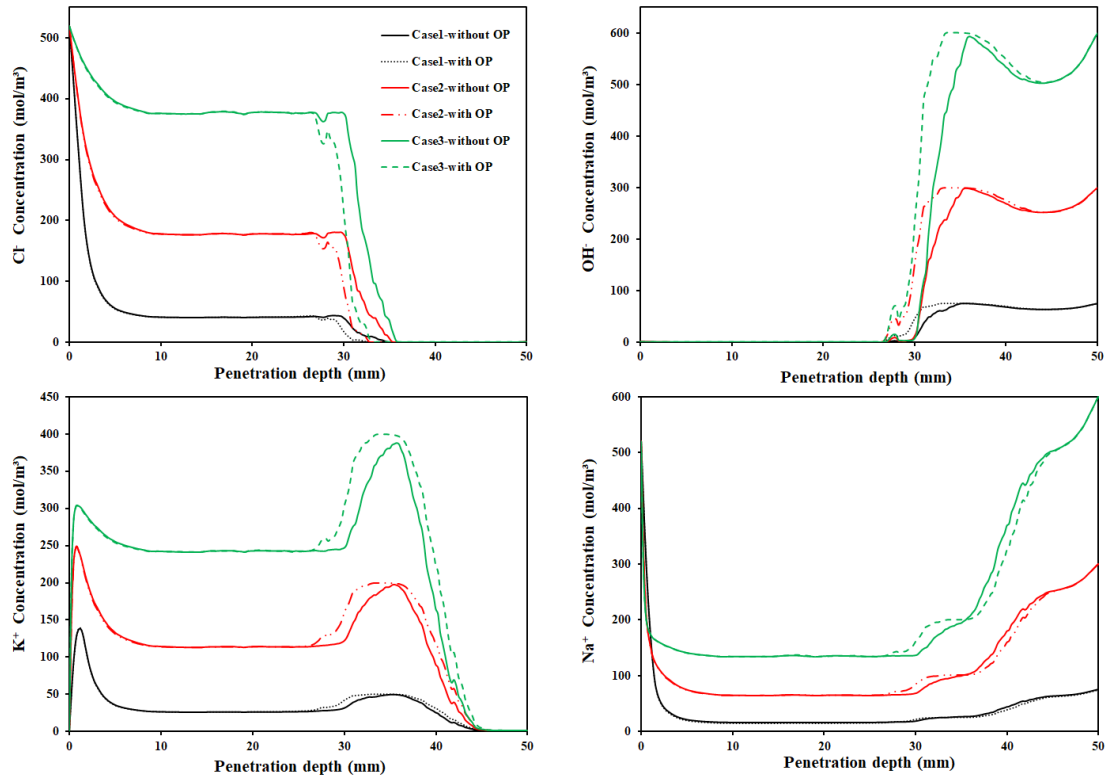 Cl⁻ Concentration (mol/m³)
500
400
300
200
100
0
0 10 20 30 40 50
Penetration depth (mm)
Case1-without OP
Case1-with OP
Case2-without OP
Case2-with OP
Case3-without OP
Case3-with OP
OH⁻ Concentration (mol/m³)
600
500
400
300
200
100
0
0 10 20 30 40 50
Penetration depth (mm)
K⁺ Concentration (mol/m³)
450
400
350
300
250
200
150
100
50
0
0 10 20 30 40 50
Penetration depth (mm)
Na⁺ Concentration (mol/m³)
600
500
400
300
200
100
0
0 10 20 30 40 50
Penetration depth (mm)